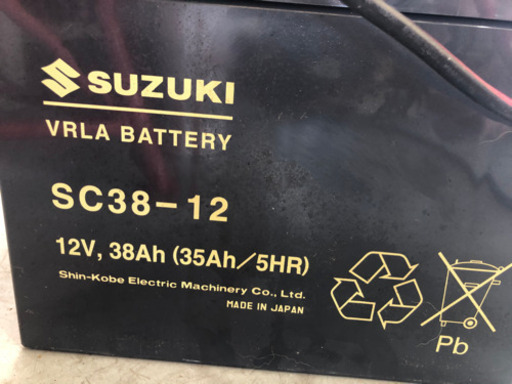 SUZUKI
VRLA BATTERY
SC38-12
12V, 38Ah (35Ah/5HR)
Shin-Kobe Electric Machinery Co., Ltd.
MADE IN JAPAN
Pb